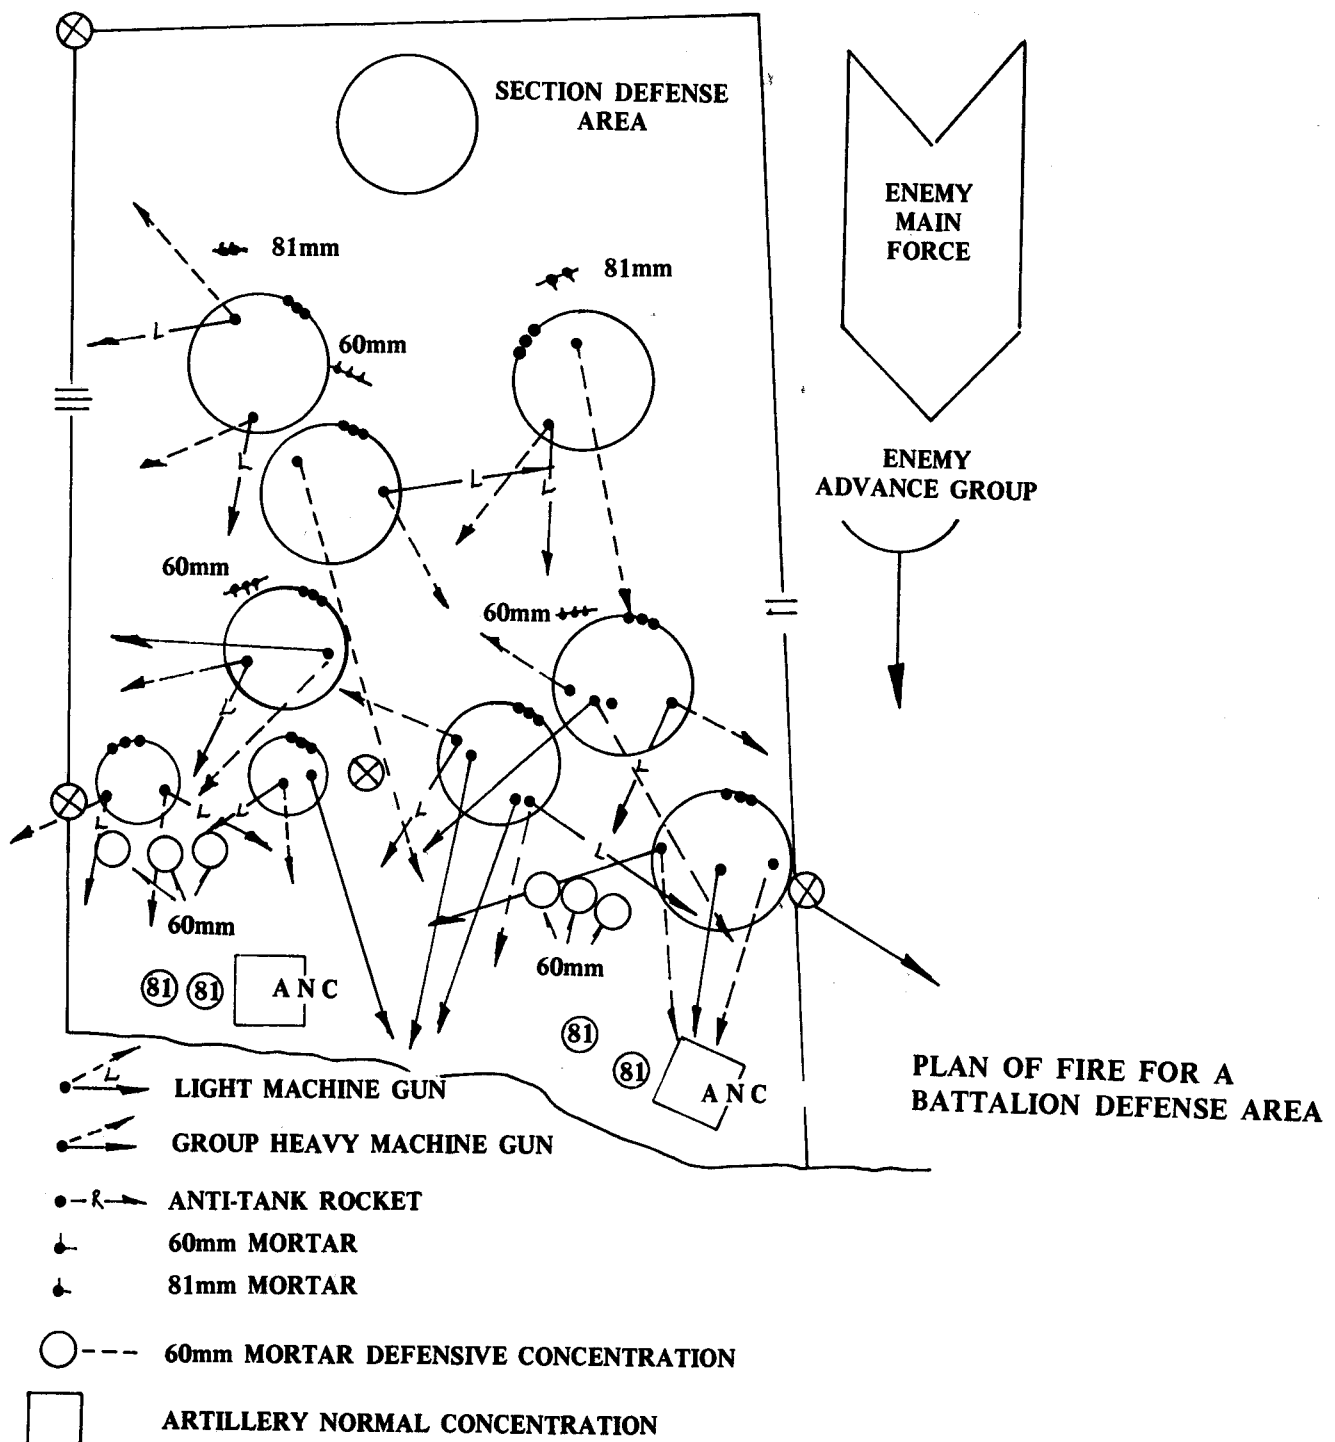 SECTION DEFENSE
AREA
ENEMY
MAIN
FORCE
81mm
81mm
L
60mm
L
L
L
ENEMY
ADVANCE GROUP
60mm
60mm
L
L
L
L
L
L
60mm
60mm
81
81
A N C
81
81
A N C
PLAN OF FIRE FOR A
BATTALION DEFENSE AREA
L
LIGHT MACHINE GUN
GROUP HEAVY MACHINE GUN
R
ANTI-TANK ROCKET
60mm MORTAR
81mm MORTAR
60mm MORTAR DEFENSIVE CONCENTRATION
ARTILLERY NORMAL CONCENTRATION